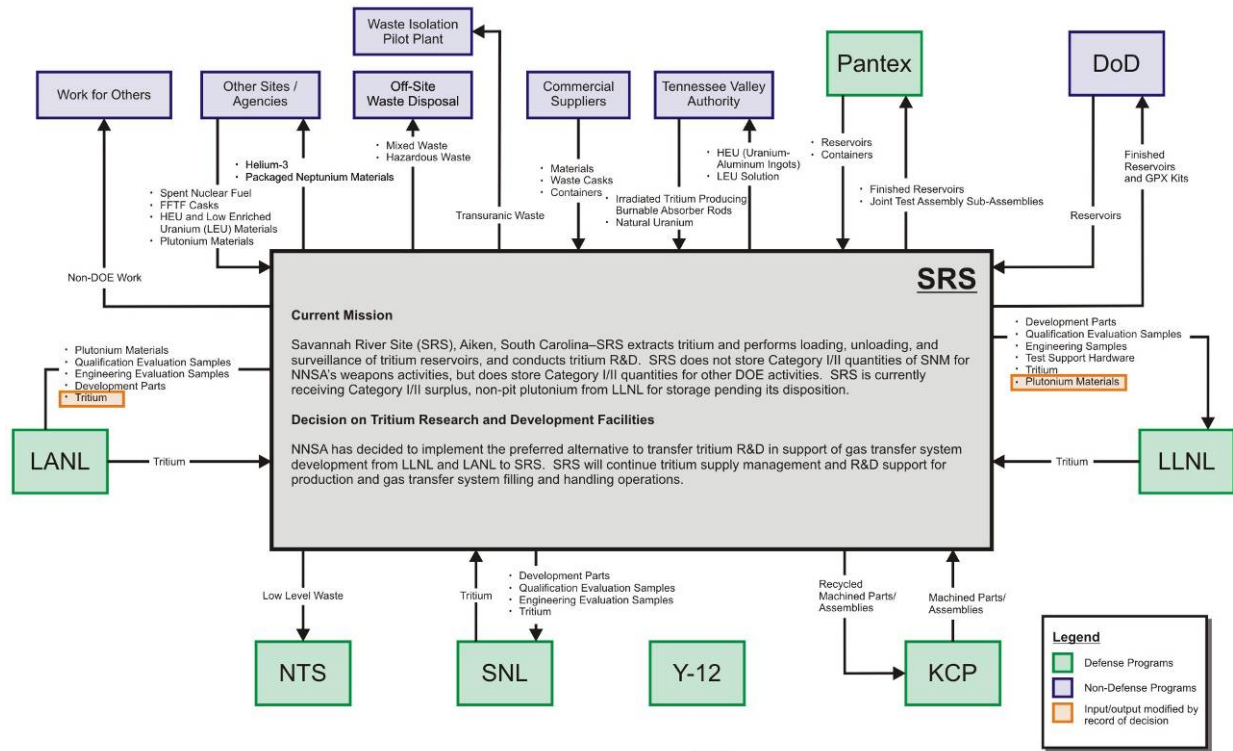 Waste Isolation
Pilot Plant
Pantex
DoD
Work for Others
Other Sites /
Agencies
Off-Site
Waste Disposal
Commercial
Suppliers
Tennessee Valley
Authority
· Mixed Waste
· Hazardous Waste
· Helium-3
· Packaged Neptunium Materials
· Spent Nuclear Fuel
· FFTF Casks
· HEU and Low Enriched
Uranium (LEU) Materials
· Plutonium Materials
Transuranic Waste
· Materials
· Waste Casks
· Containers
· HEU (Uranium-
Aluminum Ingots)
· LEU Solution
· Irradiated Tritium Producing
Burnable Absorber Rods
· Natural Uranium
· Reservoirs
· Containers
· Finished Reservoirs
· Joint Test Assembly Sub-Assemblies
Reservoirs
Finished
Reservoirs
and GPX Kits
Non-DOE Work
SRS
Current Mission
Savannah River Site (SRS), Aiken, South Carolina–SRS extracts tritium and performs loading, unloading, and
surveillance of tritium reservoirs, and conducts tritium R&D. SRS does not store Category I/II quantities of SNM for
NNSA's weapons activities, but does store Category I/II quantities for other DOE activities. SRS is currently
receiving Category I/II surplus, non-pit plutonium from LLNL for storage pending its disposition.
Decision on Tritium Research and Development Facilities
NNSA has decided to implement the preferred alternative to transfer tritium R&D in support of gas transfer system
development from LLNL and LANL to SRS. SRS will continue tritium supply management and R&D support for
production and gas transfer system filling and handling operations.
· Plutonium Materials
· Qualification Evaluation Samples
· Engineering Evaluation Samples
· Development Parts
· Tritium
LANL
Tritium
· Development Parts
· Qualification Evaluation Samples
· Engineering Samples
· Test Support Hardware
· Tritium
· Plutonium Materials
LLNL
Tritium
Low Level Waste
Tritium
· Development Parts
· Qualification Evaluation Samples
· Engineering Evaluation Samples
· Tritium
Recycled
Machined Parts/
Assemblies
Machined Parts/
Assemblies
NTS
SNL
Y-12
KCP
Legend
Defense Programs
Non-Defense Programs
Input/output modified by
record of decision